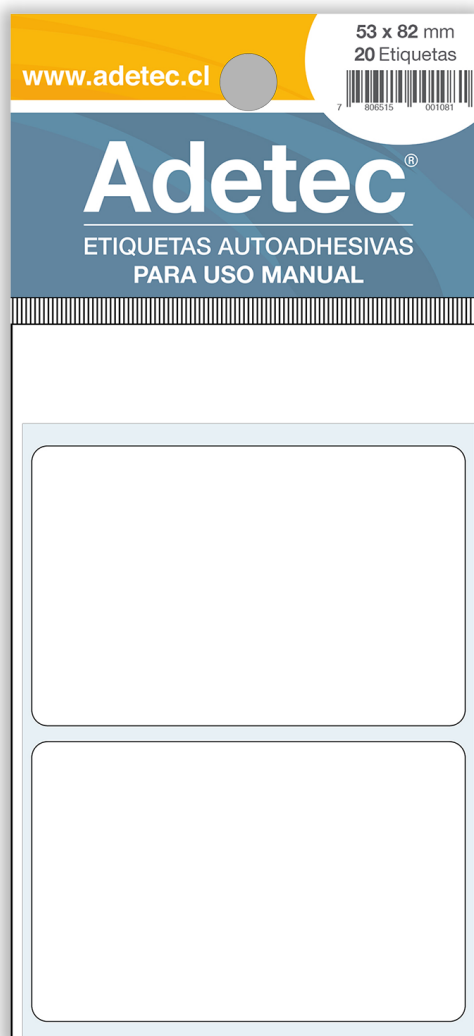 53 x 82 mm
20 Etiquetas
www.adetec.cl
7 806515 001081
Adetec®
ETIQUETAS AUTOADHESIVAS
PARA USO MANUAL